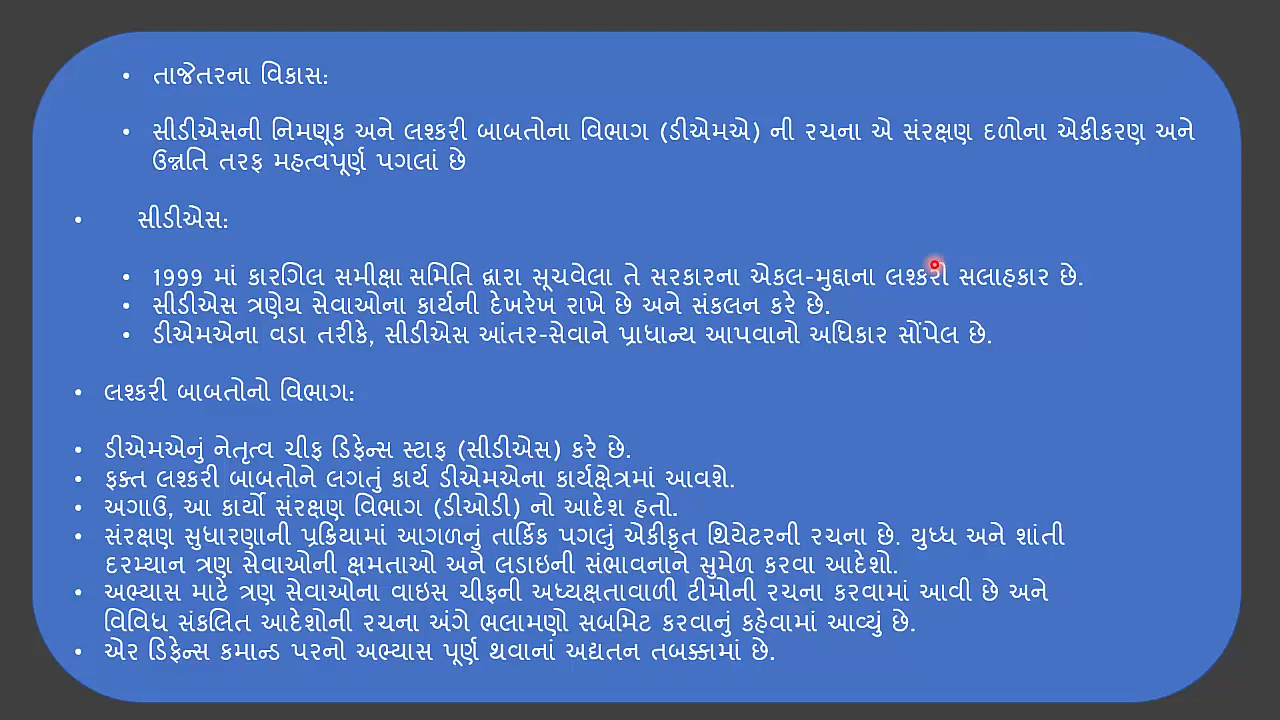 • તાજેતરના વિકાસ:
• સીડીએસની નિમણૂક અને લશ્કરી બાબતોના વિભાગ (ડીએમએ) ની રચના એ સંરક્ષણ દળોના એકીકરણ અને
ઉન્નતિ તરફ મહત્વપૂર્ણ પગલાં છે
• સીડીએસ:
• 1999 માં કારગિલ સમીક્ષા સમિતિ દ્વારા સૂચવેલા તે સરકારના એકલ-મુદ્દાના લશ્કરી સલાહકાર છે.
• સીડીએસ ત્રણેય સેવાઓના કાર્યની દેખરેખ રાખે છે અને સંકલન કરે છે.
• ડીએમએના વડા તરીકે, સીડીએસ આંતર-સેવાને પ્રાધાન્ય આપવાનો અધિકાર સોંપેલ છે.
• લશ્કરી બાબતોનો વિભાગ:
• ડીએમએનું નેતૃત્વ ચીફ ડિફેન્સ સ્ટાફ (સીડીએસ) કરે છે.
• ફક્ત લશ્કરી બાબતોને લગતું કાર્ય ડીએમએના કાર્યક્ષેત્રમાં આવશે.
• અગાઉ, આ કાર્યો સંરક્ષણ વિભાગ (ડીઓડી) નો આદેશ હતો.
• સંરક્ષણ સુધારણાની પ્રક્રિયામાં આગળનું તાર્કિક પગલું એકીકૃત થિયેટરની રચના છે. યુધ્ધ અને શાંતી
દરમ્યાન ત્રણ સેવાઓની ક્ષમતાઓ અને લડાઇની સંભાવનાને સુમેળ કરવા આદેશો.
• અભ્યાસ માટે ત્રણ સેવાઓના વાઇસ ચીફની અધ્યક્ષતાવાળી ટીમોની રચના કરવામાં આવી છે અને
વિવિધ સંકલિત આદેશોની રચના અંગે ભલામણો સબમિટ કરવાનું કહેવામાં આવ્યું છે.
• એર ડિફેન્સ કમાન્ડ પરનો અભ્યાસ પૂર્ણ થવાનાં અદ્યતન તબક્કામાં છે.